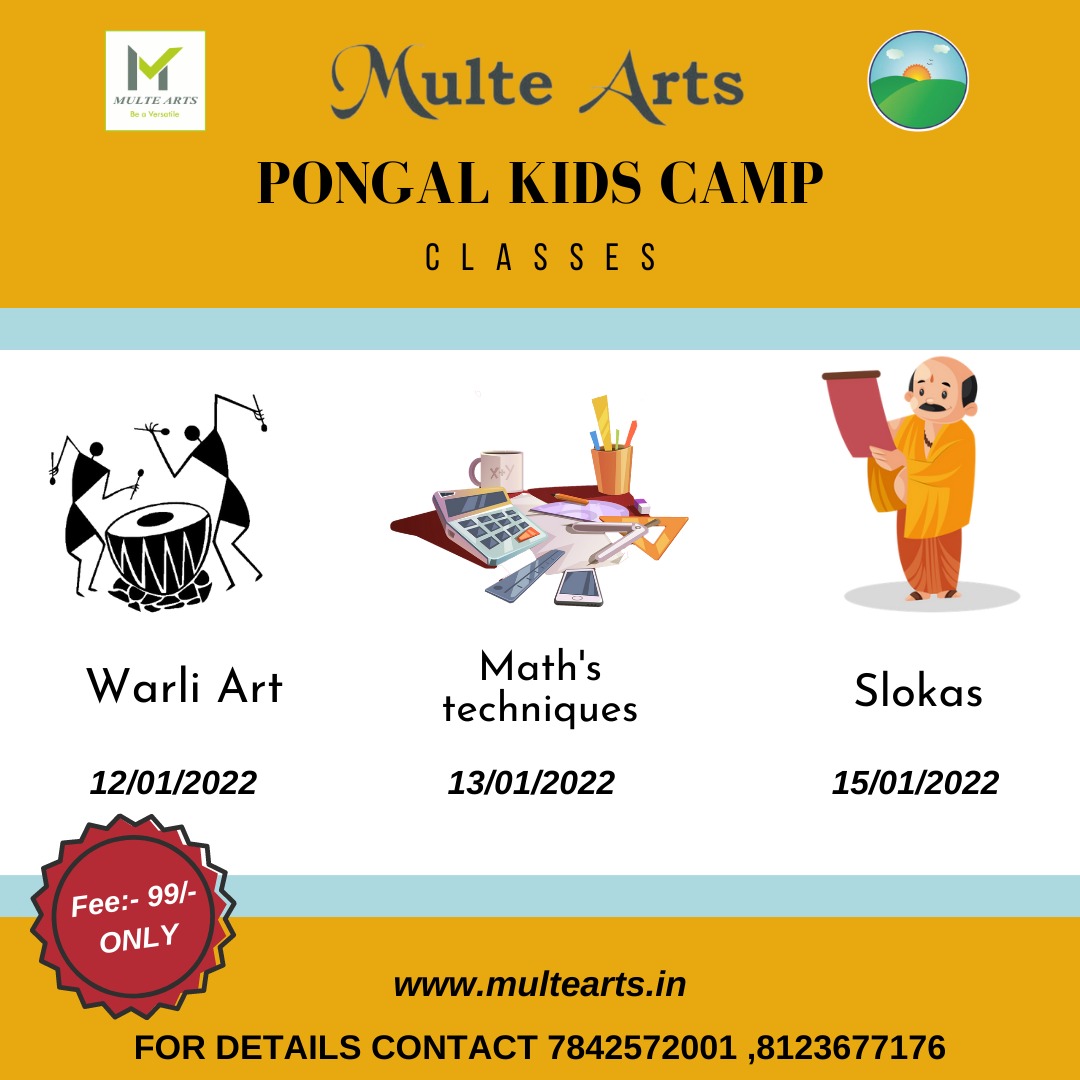 MULTE ARTS
Be a Versatile
Multe Arts
PONGAL KIDS CAMP
CLASSES
x+y
Warli Art
Math's
techniques
Slokas
12/01/2022
13/01/2022
15/01/2022
Fee:- 99/-
ONLY
www.multearts.in
FOR DETAILS CONTACT 7842572001 ,8123677176